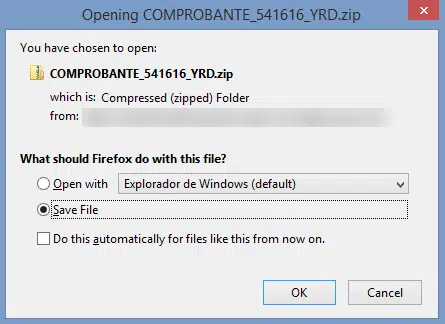 Opening COMPROBANTE_541616_YRD.zip
You have chosen to open:
COMPROBANTE_541616_YRD.zip
which is: Compressed (zipped) Folder
from:
What should Firefox do with this file?
Open with Explorador de Windows (default)
Save File
Do this automatically for files like this from now on.
OK Cancel